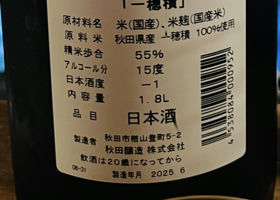 「一穂積」
原材料名 米(国産)、米麹(国産米)
原料米 秋田県産 一穂積 100%使用
精米歩合 55%
アルコール分 15度
日本酒度 −1
内容量 1.8L
品目 日本酒
製造者 秋田市楢山登町5-2
秋田醸造 株式会社
飲酒は20歳になってから
08-31 製造年月 2025.6
4538084000952